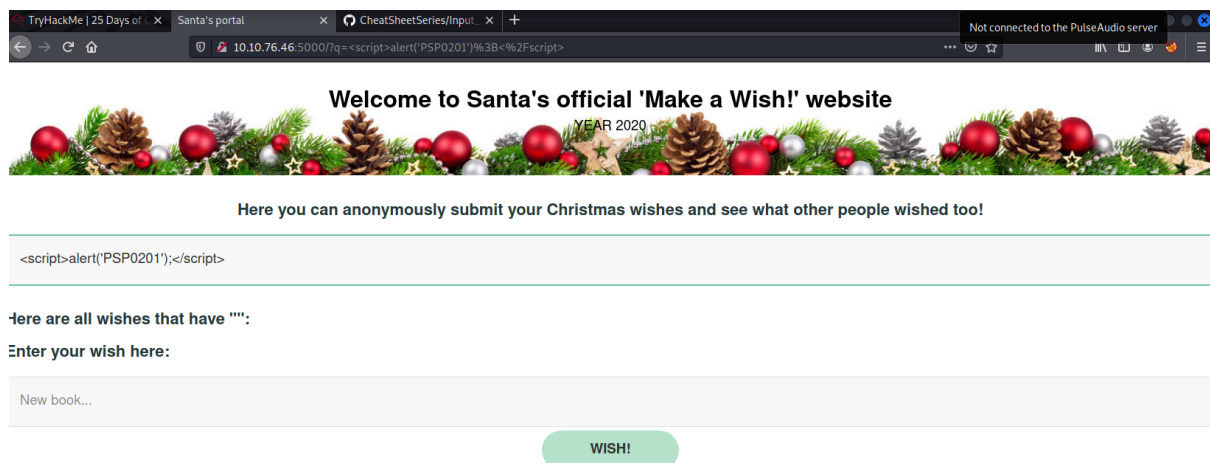 TryHackMe | 25 Days of C
Santa's portal
CheatSheetSeries/Input_
Not connected to the PulseAudio server
10.10.76.46:5000/?q=<script>alert('PSP0201')%3B<%2Fscript>
Welcome to Santa's official 'Make a Wish!' website
YEAR 2020
Here you can anonymously submit your Christmas wishes and see what other people wished too!
<script>alert('PSP0201');</script>
Here are all wishes that have "":
Enter your wish here:
New book...
WISH!